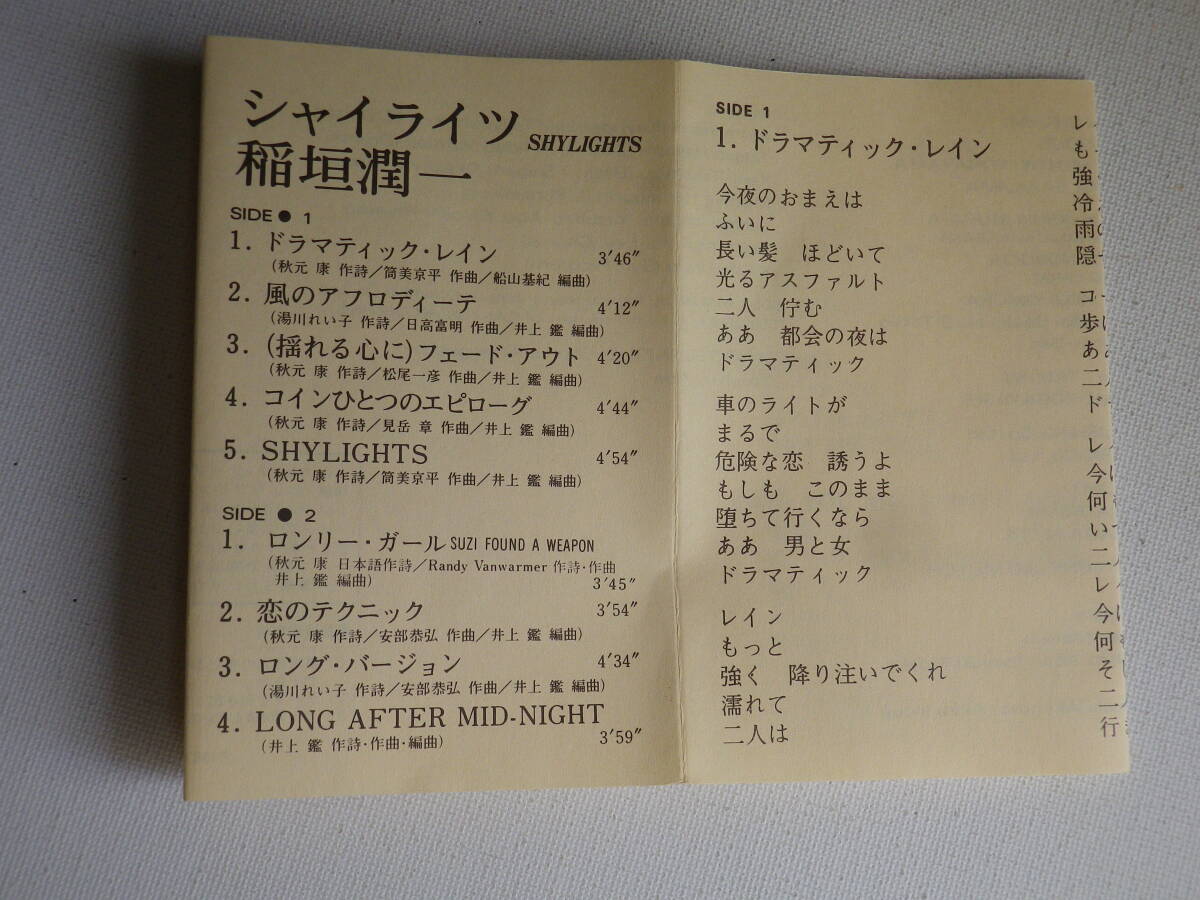 シャイライツ SHYLIGHTS
稲垣潤一
SIDE ● 1
1. ドラマティック・レイン 3′46″
(秋元 康 作詩／筒美京平 作曲／船山基紀 編曲)
2. 風のアフロディーテ 4′12″
(湯川れい子 作詩／日高富明 作曲／井上 鑑 編曲)
3. (揺れる心に)フェード・アウト 4′20″
(秋元 康 作詩／松尾一彦 作曲／井上 鑑 編曲)
4. コインひとつのエピローグ 4′44″
(秋元 康 作詩／見岳 章 作曲／井上 鑑 編曲)
5. SHYLIGHTS 4′54″
(秋元 康 作詩／筒美京平 作曲／井上 鑑 編曲)
SIDE ● 2
1. ロンリー・ガール SUZI FOUND A WEAPON
(秋元 康 日本語作詩／Randy Vanwarmer 作詩・作曲
井上 鑑 編曲) 3′45″
2. 恋のテクニック 3′54″
(秋元 康 作詩／安部恭弘 作曲／井上 鑑 編曲)
3. ロング・バージョン 4′34″
(湯川れい子 作詩／安部恭弘 作曲／井上 鑑 編曲)
4. LONG AFTER MID-NIGHT
(井上 鑑 作詩・作曲・編曲) 3′59″
SIDE 1
1. ドラマティック・レイン
今夜のおまえは
ふいに
長い髪　ほどいて
光るアスファルト
二人　佇む
ああ　都会の夜は
ドラマティック
車のライトが
まるで
危険な恋　誘うよ
もしも　このまま
堕ちて行くなら
ああ　男と女
ドラマティック
レイン
もっと
強く　降り注いでくれ
濡れて
二人は